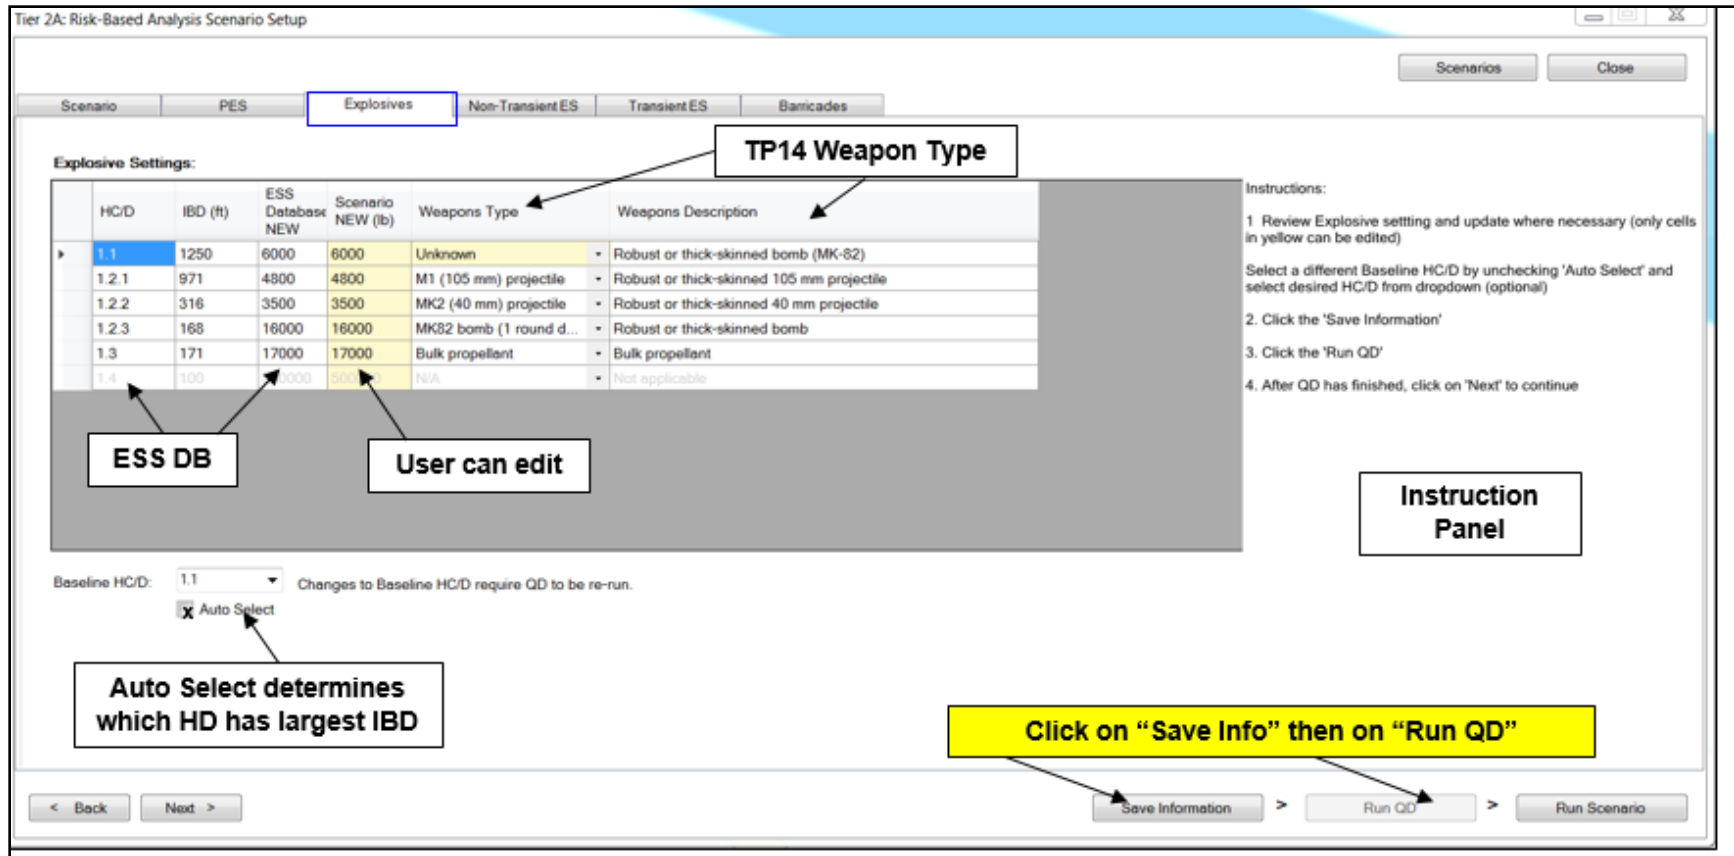 Tier 2A: Risk-Based Analysis Scenario Setup
Scenarios
Close
Scenario
PES
Explosives
Non-Transient ES
Transient ES
Barricades
TP14 Weapon Type
Explosive Settings:
HC/D
IBD (ft)
ESS
Database
NEW
Scenario
NEW (lb)
Weapons Type
Weapons Description
1.1 1250 6000 6000 Unknown Robust or thick-skinned bomb (MK-82)
1.2.1 971 4800 4800 M1 (105 mm) projectile Robust or thick-skinned 105 mm projectile
1.2.2 316 3500 3500 MK2 (40 mm) projectile Robust or thick-skinned 40 mm projectile
1.2.3 168 16000 16000 MK82 bomb (1 round d... Robust or thick-skinned bomb
1.3 171 17000 17000 Bulk propellant Bulk propellant
1.4 100 N/A Not applicable
Instructions:
1 Review Explosive settting and update where necessary (only cells
in yellow can be edited)
Select a different Baseline HC/D by unchecking 'Auto Select' and
select desired HC/D from dropdown (optional)
2. Click the 'Save Information'
3. Click the 'Run QD'
4. After QD has finished, click on 'Next' to continue
ESS DB
User can edit
Instruction
Panel
Baseline HC/D:
1.1
Changes to Baseline HC/D require QD to be re-run.
x Auto Select
Auto Select determines
which HD has largest IBD
Click on “Save Info” then on “Run QD”
< Back
Next >
Save Information
>
Run QD
>
Run Scenario